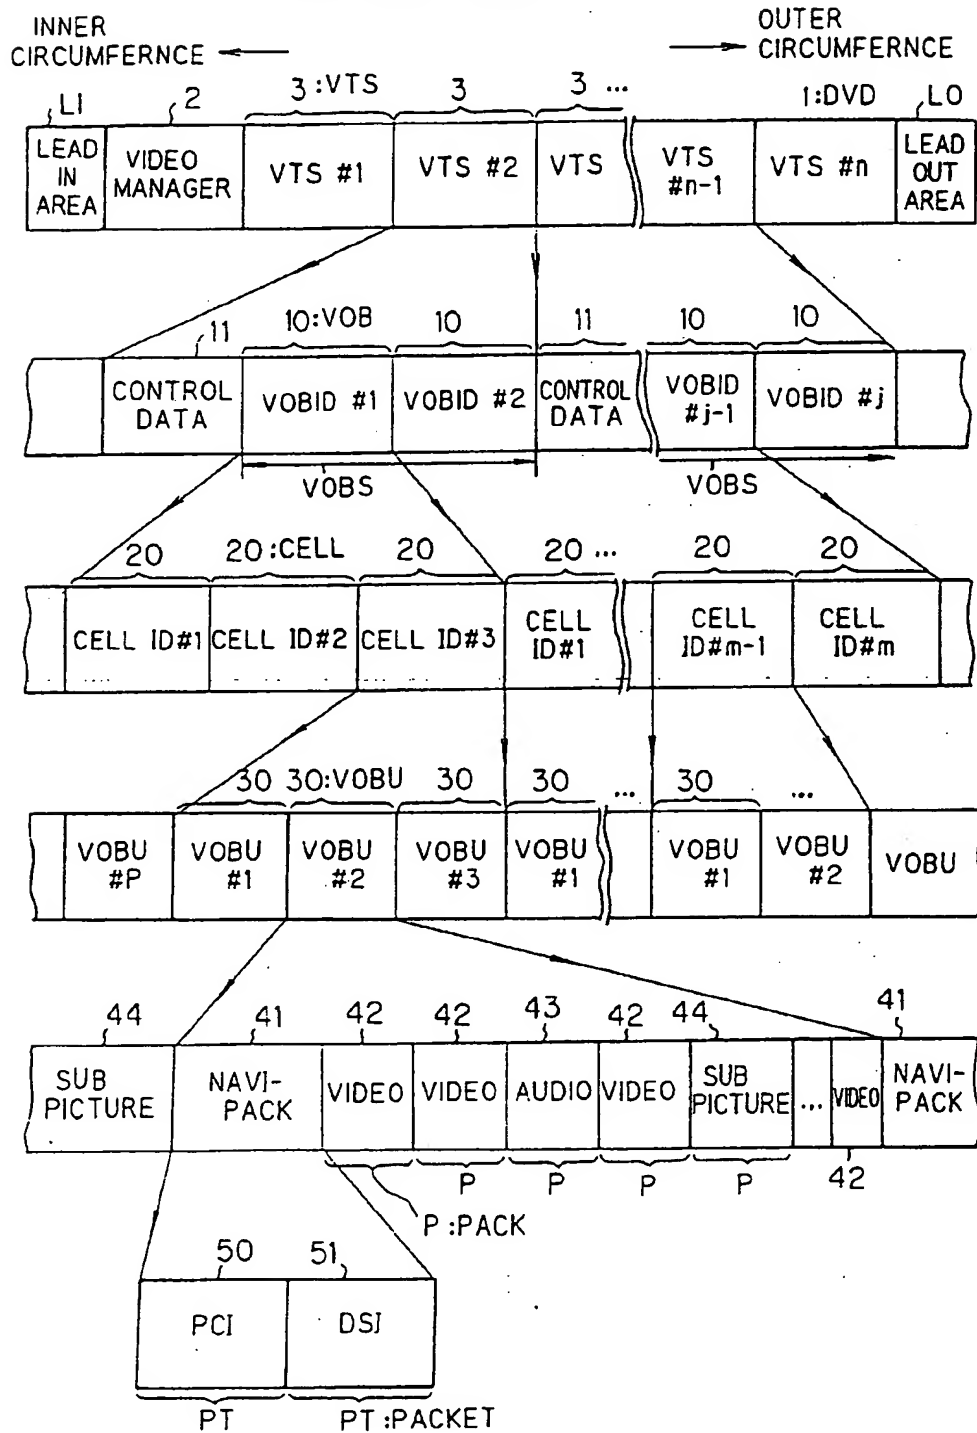 INNER
CIRCUMFERNCE
OUTER
CIRCUMFERNCE
LI 2 3:VTS 3 3 ... 1:DVD LO
LEAD IN AREA VIDEO MANAGER VTS #1 VTS #2 VTS VTS #n-1 VTS #n LEAD OUT AREA
11 10:VOB 10 11 10 10
CONTROL DATA VOBID #1 VOBID #2 CONTROL DATA VOBID #j-1 VOBID #j
VOBS VOBS
20 20:CELL 20 20 ... 20 20
CELL ID#1 CELL ID#2 CELL ID#3 CELL ID#1 CELL ID#m-1 CELL ID#m
30 30:VOBU 30 30 ... 30 ...
VOBU #P VOBU #1 VOBU #2 VOBU #3 VOBU #1 VOBU #1 VOBU #2 VOBU
44 41 42 42 43 42 44 41
SUB PICTURE NAVI-PACK VIDEO VIDEO AUDIO VIDEO SUB PICTURE ... VIDEO NAVI-PACK
P P P P 42
P:PACK
50 51
PCI DSI
PT PT:PACKET